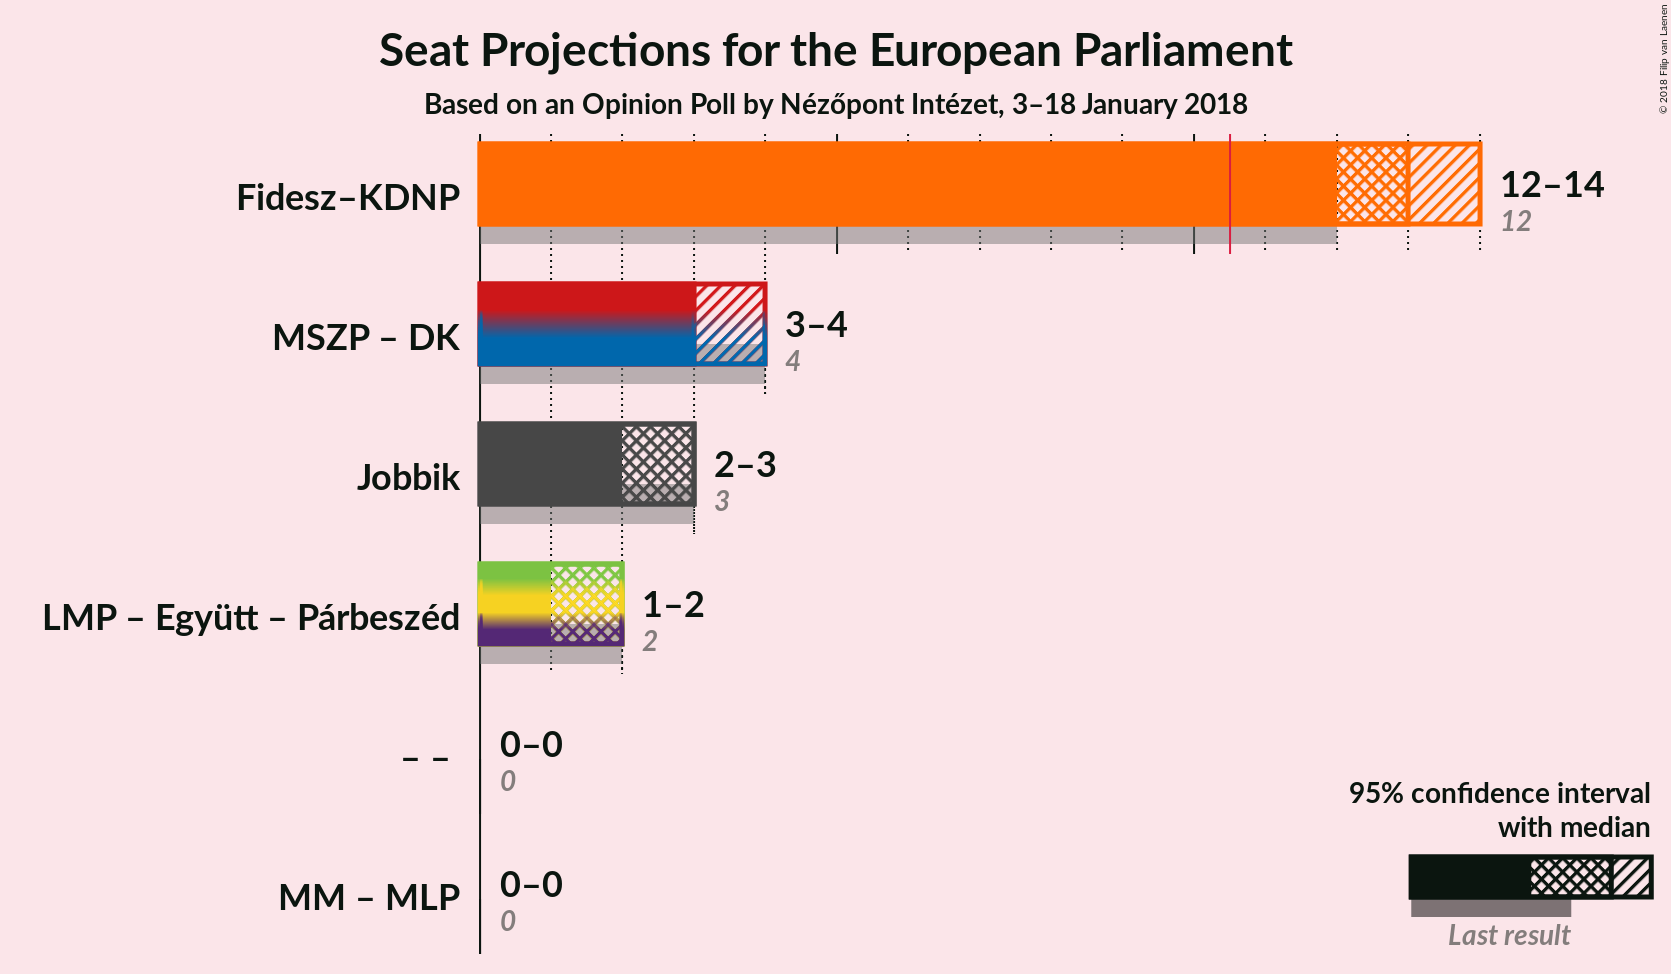 Seat Projections for the European Parliament
Based on an Opinion Poll by Nézőpont Intézet, 3–18 January 2018
© 2018 Filip van Laenen
Fidesz–KDNP
12–14
12
MSZP – DK
3–4
4
Jobbik
2–3
3
LMP – Együtt – Párbeszéd
1–2
2
– –
0–0
0
MM – MLP
0–0
0
95% confidence interval
with median
Last result